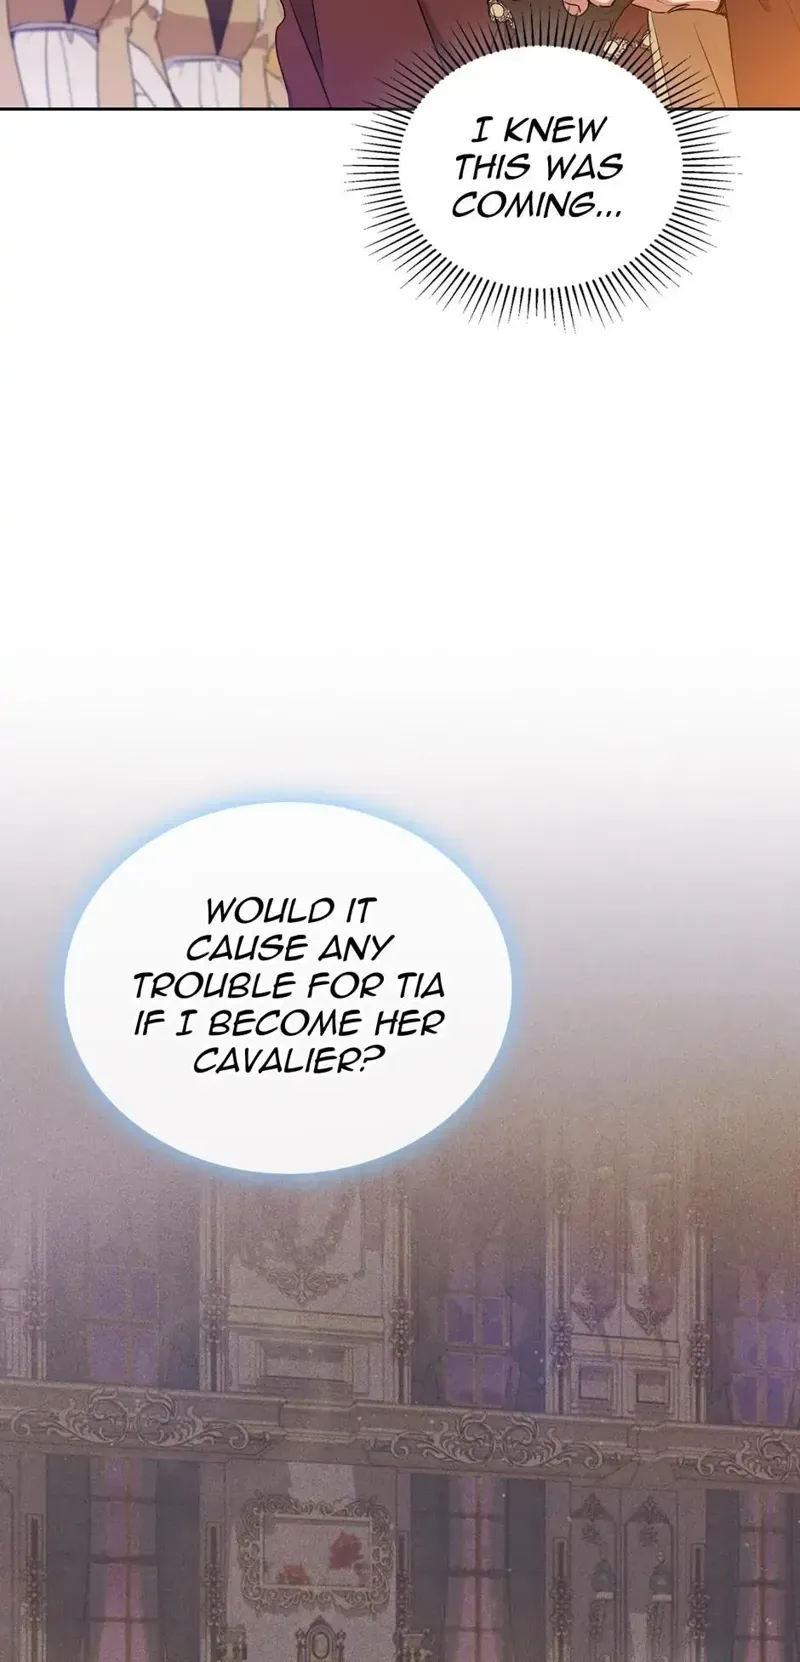 I KNEW
THIS WAS
COMING...
WOULD IT
CAUSE ANY
TROUBLE FOR TIA
IF I BECOME HER
CAVALIER?